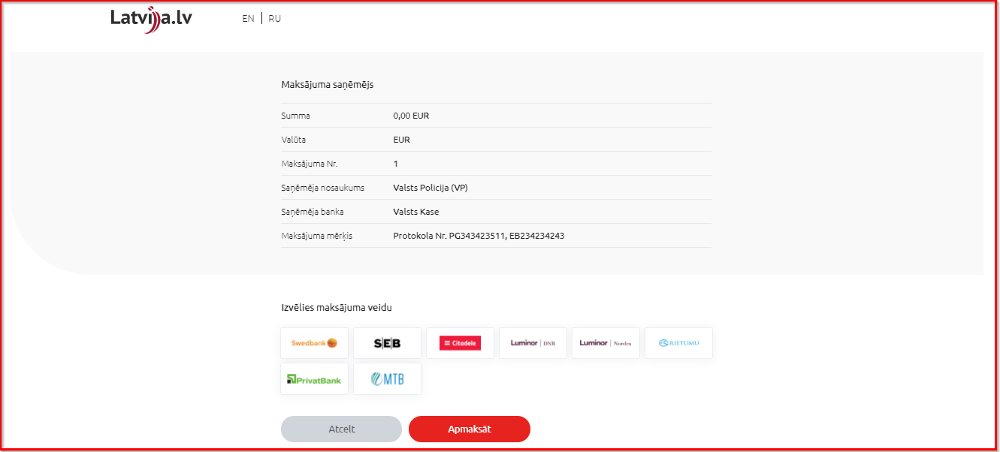 Latvija.lv EN RU
Maksājuma saņēmējs
Summa 0,00 EUR
Valūta EUR
Maksājuma Nr. 1
Saņēmēja nosaukums Valsts Policija (VP)
Saņēmēja banka Valsts Kase
Maksājuma mērķis Protokola Nr. PG343423511, EB234234243
Izvēlies maksājuma veidu
Swedbank SEB Citadele Luminor DNB Luminor Nordea RIETUMU
PrivatBank MTB
Atcelt Apmaksāt